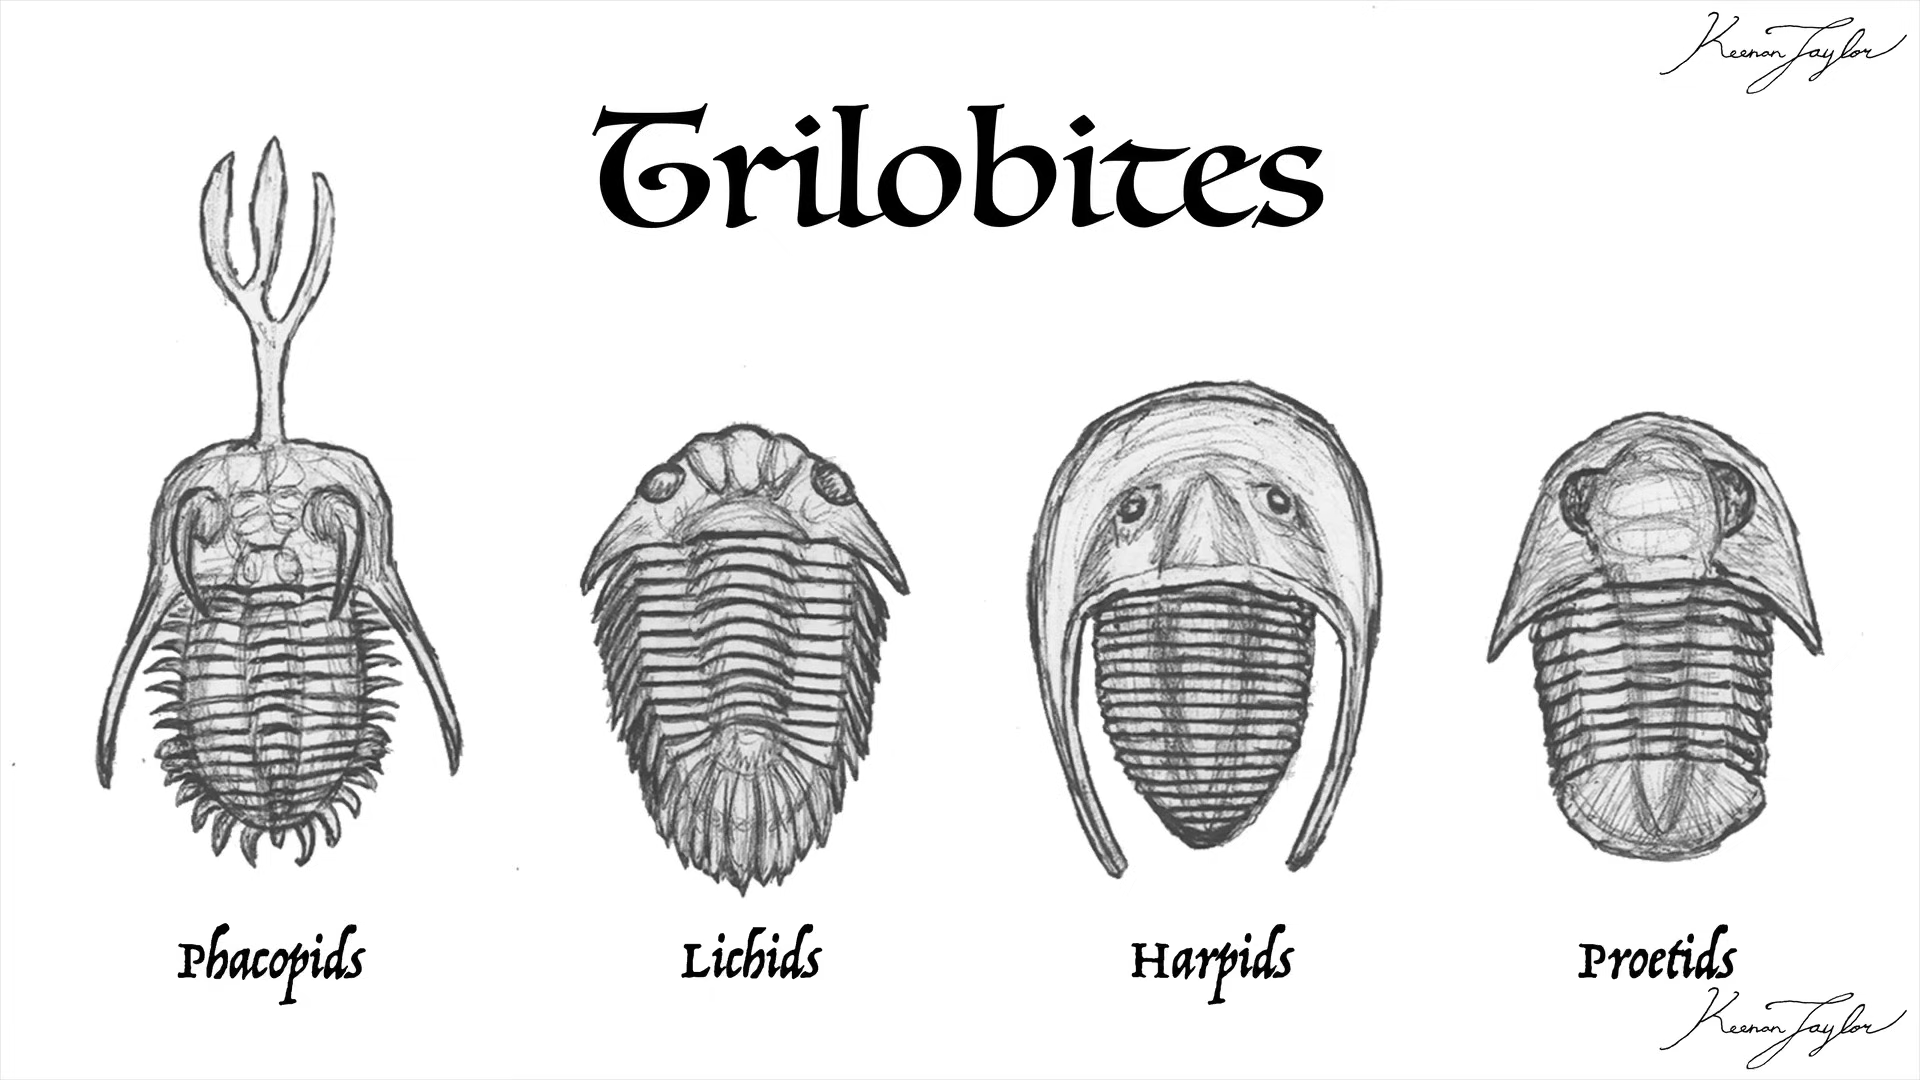 Keenan Taylor
Trilobites
Phacopids
Lichids
Harpids
Proetids
Keenan Taylor